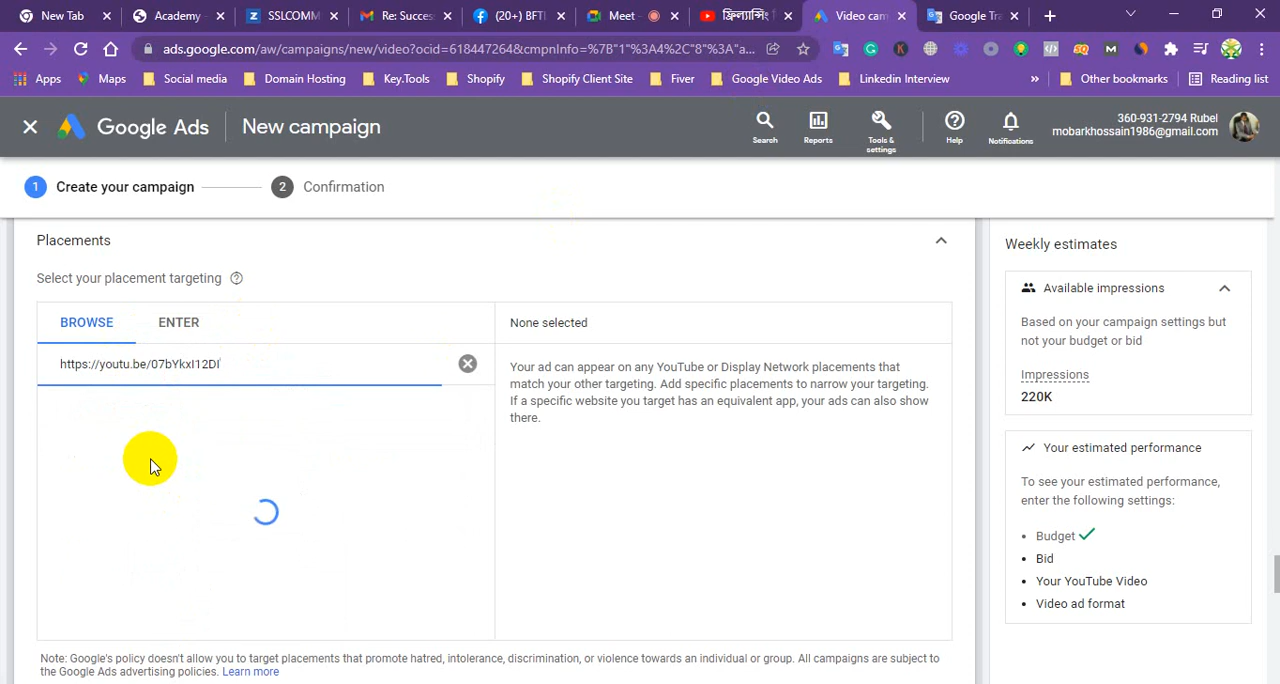 New Tab
Academy -
SSLCOMM
Re: Succes
(20+) BFTI
Meet -
ফ্রিল্যান্সিং
Video cam
Google Tra
ads.google.com/aw/campaigns/new/video?ocid=618447264&cmpnInfo=%7B"1"%3A4%2C"8"%3A"a...
Apps
Maps
Social media
Domain Hosting
Key.Tools
Shopify
Shopify Client Site
Fiver
Google Video Ads
Linkedin Interview
»
Other bookmarks
Reading list
Google Ads
New campaign
Search
Reports
Tools & settings
Help
Notifications
360-931-2794 Rubel
mobarkhossain1986@gmail.com
1 Create your campaign
2 Confirmation
Placements
Select your placement targeting
BROWSE
ENTER
None selected
https://youtu.be/07bYkxI12DI
Your ad can appear on any YouTube or Display Network placements that
match your other targeting. Add specific placements to narrow your targeting.
If a specific website you target has an equivalent app, your ads can also show
there.
Note: Google's policy doesn't allow you to target placements that promote hatred, intolerance, discrimination, or violence towards an individual or group. All campaigns are subject to
the Google Ads advertising policies. Learn more
Weekly estimates
Available impressions
Based on your campaign settings but
not your budget or bid
Impressions
220K
Your estimated performance
To see your estimated performance,
enter the following settings:
• Budget
• Bid
• Your YouTube Video
• Video ad format